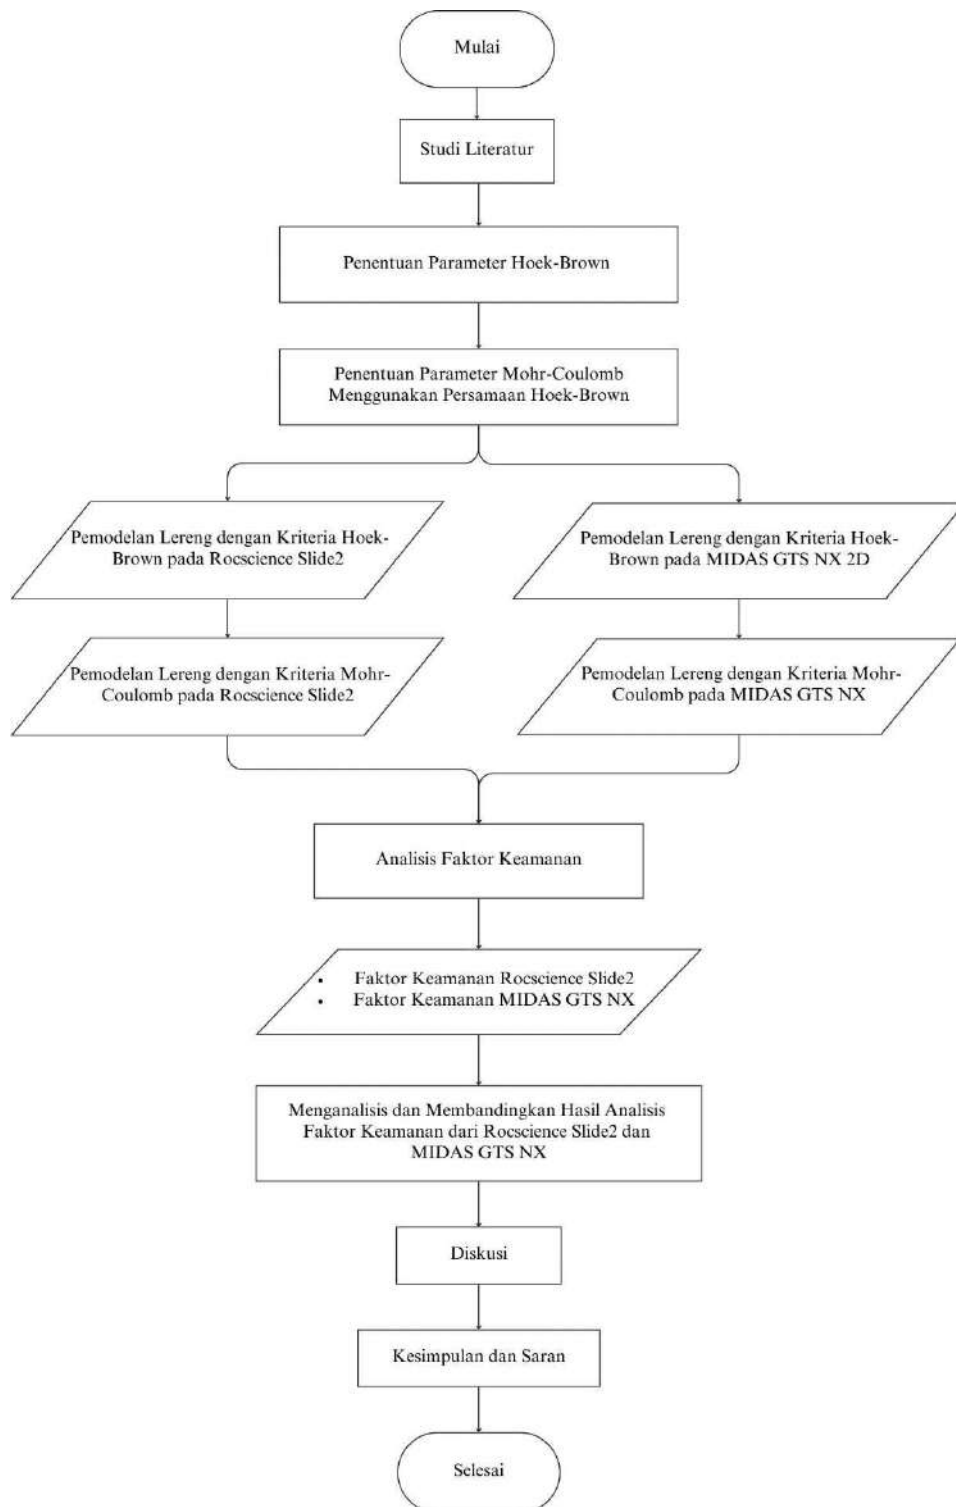 Mulai
Studi Literatur
Penentuan Parameter Hoek-Brown
Penentuan Parameter Mohr-Coulomb
Menggunakan Persamaan Hoek-Brown
Pemodelan Lereng dengan Kriteria Hoek-
Brown pada Rocscience Slide2
Pemodelan Lereng dengan Kriteria Hoek-
Brown pada MIDAS GTS NX 2D
Pemodelan Lereng dengan Kriteria Mohr-
Coulomb pada Rocscience Slide2
Pemodelan Lereng dengan Kriteria Mohr-
Coulomb pada MIDAS GTS NX
Analisis Faktor Keamanan
• Faktor Keamanan Rocscience Slide2
• Faktor Keamanan MIDAS GTS NX
Menganalisis dan Membandingkan Hasil Analisis
Faktor Keamanan dari Rocscience Slide2 dan
MIDAS GTS NX
Diskusi
Kesimpulan dan Saran
Selesai